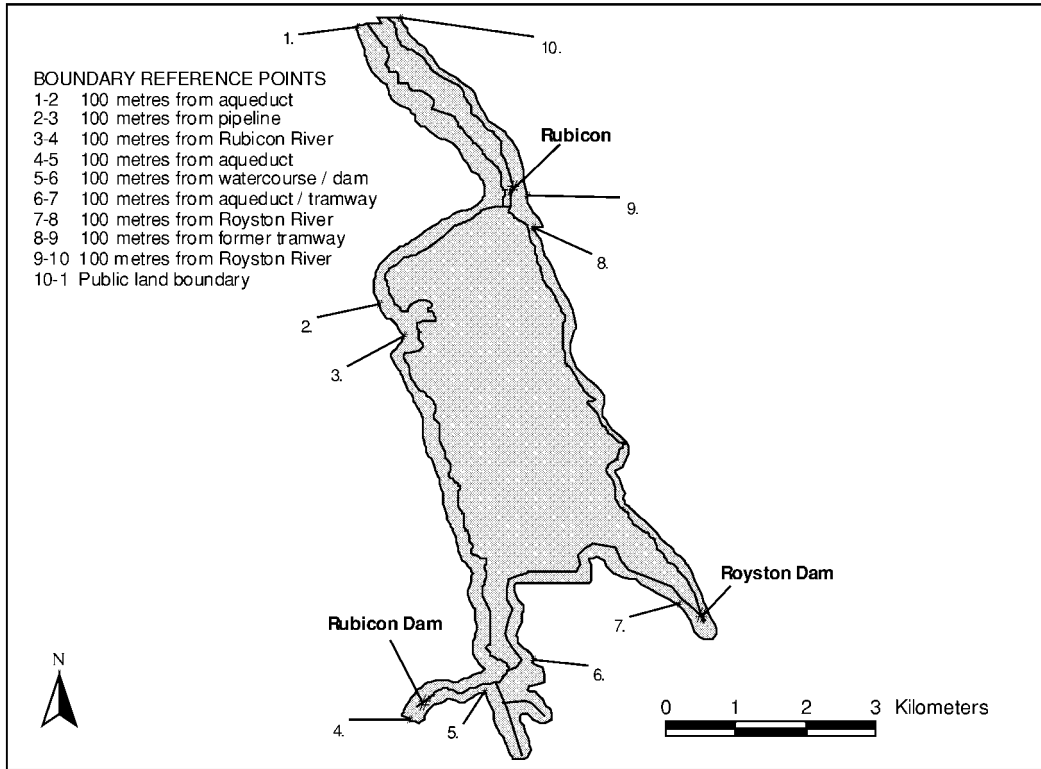 1.
10.
BOUNDARY REFERENCE POINTS
1-2 100 metres from aqueduct
2-3 100 metres from pipeline
3-4 100 metres from Rubicon River
4-5 100 metres from aqueduct
5-6 100 metres from watercourse / dam
6-7 100 metres from aqueduct / tramway
7-8 100 metres from Royston River
8-9 100 metres from former tramway
9-10 100 metres from Royston River
10-1 Public land boundary
Rubicon
9.
8.
2.
3.
Royston Dam
7.
Rubicon Dam
6.
N
4.
5.
0 1 2 3 Kilometers